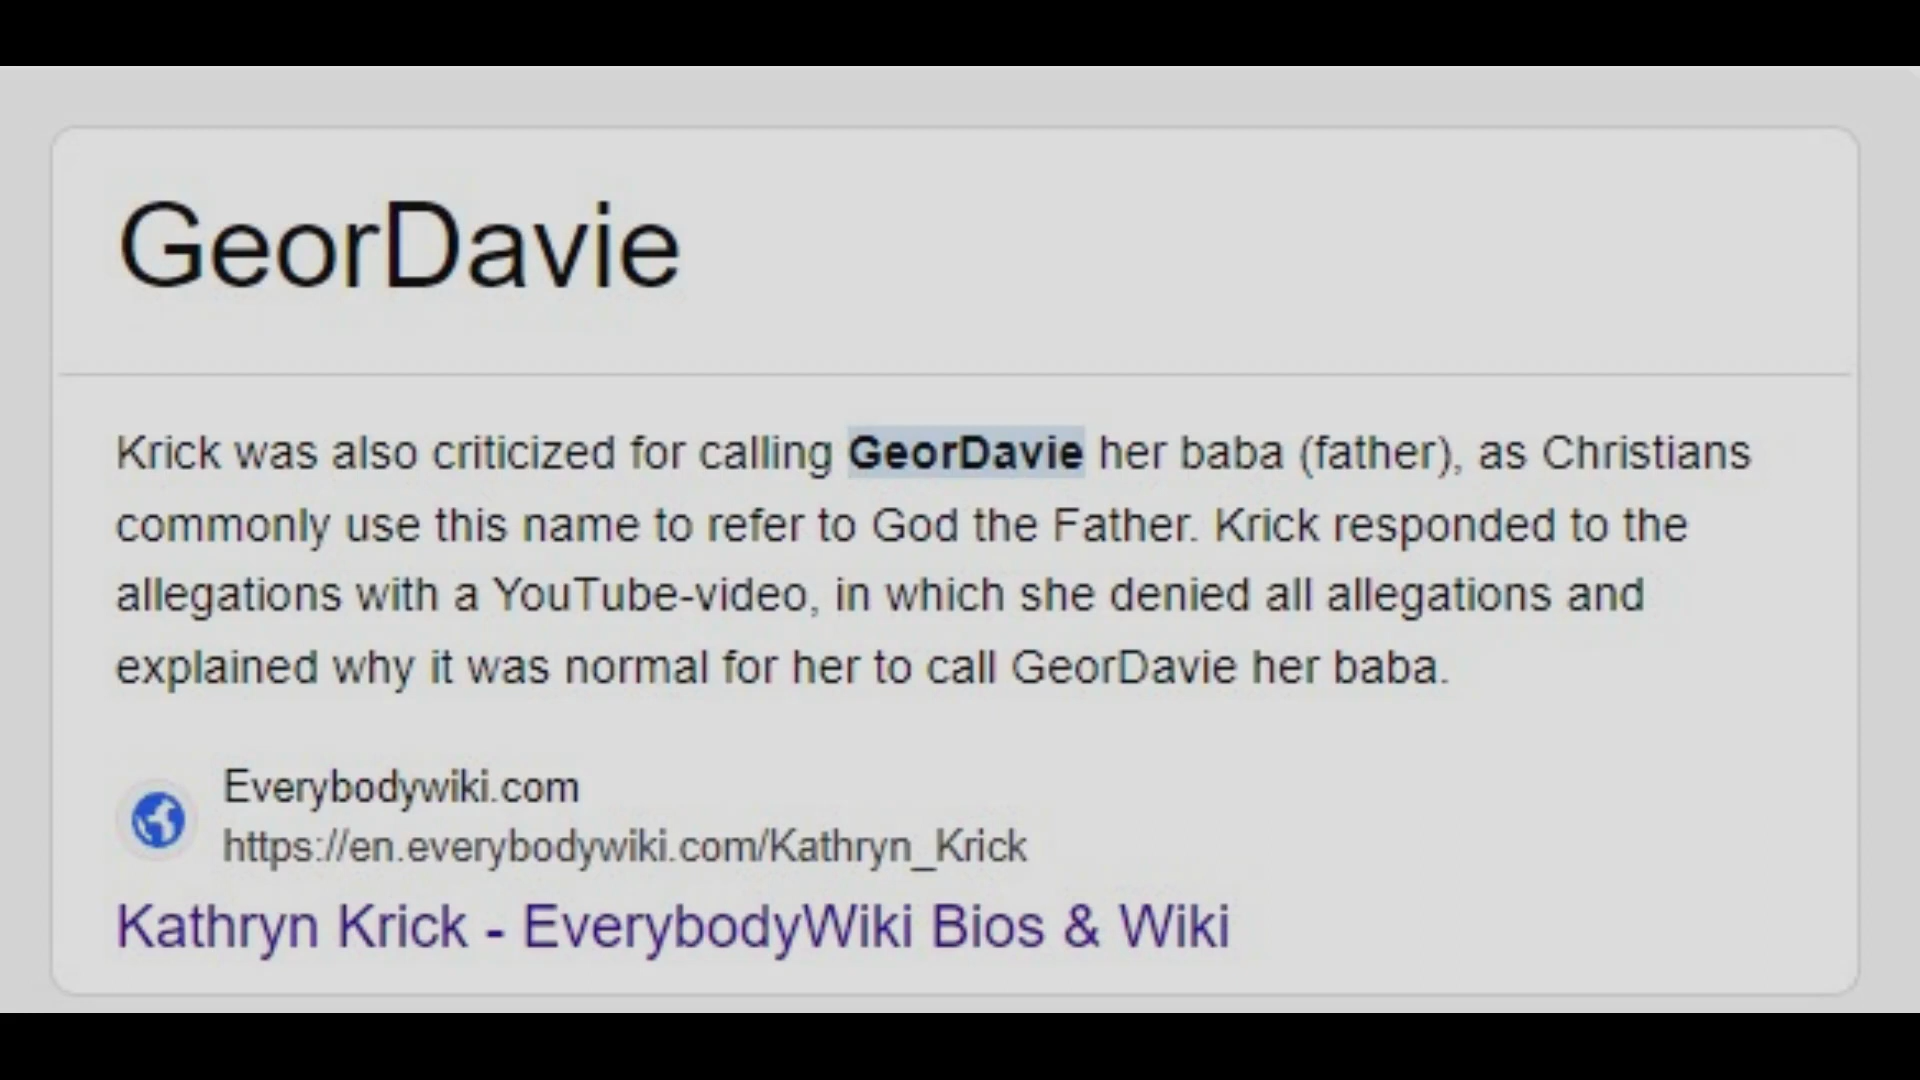 GeorDavie
Krick was also criticized for calling GeorDavie her baba (father), as Christians
commonly use this name to refer to God the Father. Krick responded to the
allegations with a YouTube-video, in which she denied all allegations and
explained why it was normal for her to call GeorDavie her baba.
Everybodywiki.com
https://en.everybodywiki.com/Kathryn_Krick
Kathryn Krick - EverybodyWiki Bios & Wiki